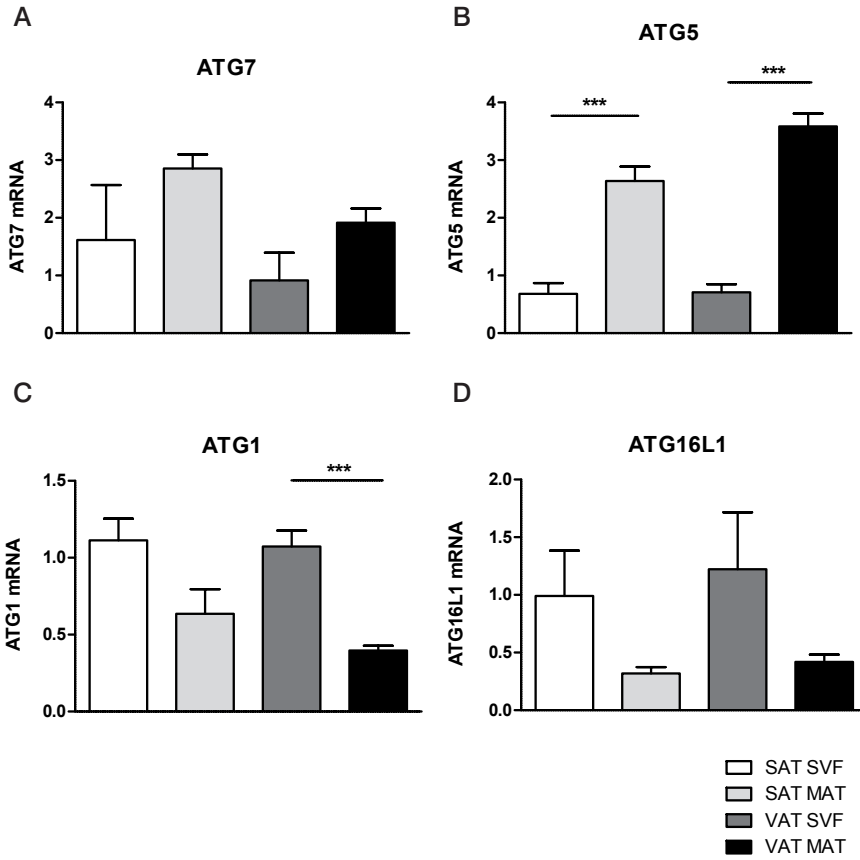 A
ATG7
ATG7 mRNA
4
3
2
1
0
B
ATG5
ATG5 mRNA
4
3
2
1
0
***
***
C
ATG1
ATG1 mRNA
1.5
1.0
0.5
0.0
***
D
ATG16L1
ATG16L1 mRNA
2.0
1.5
1.0
0.5
0.0
SAT SVF
SAT MAT
VAT SVF
VAT MAT